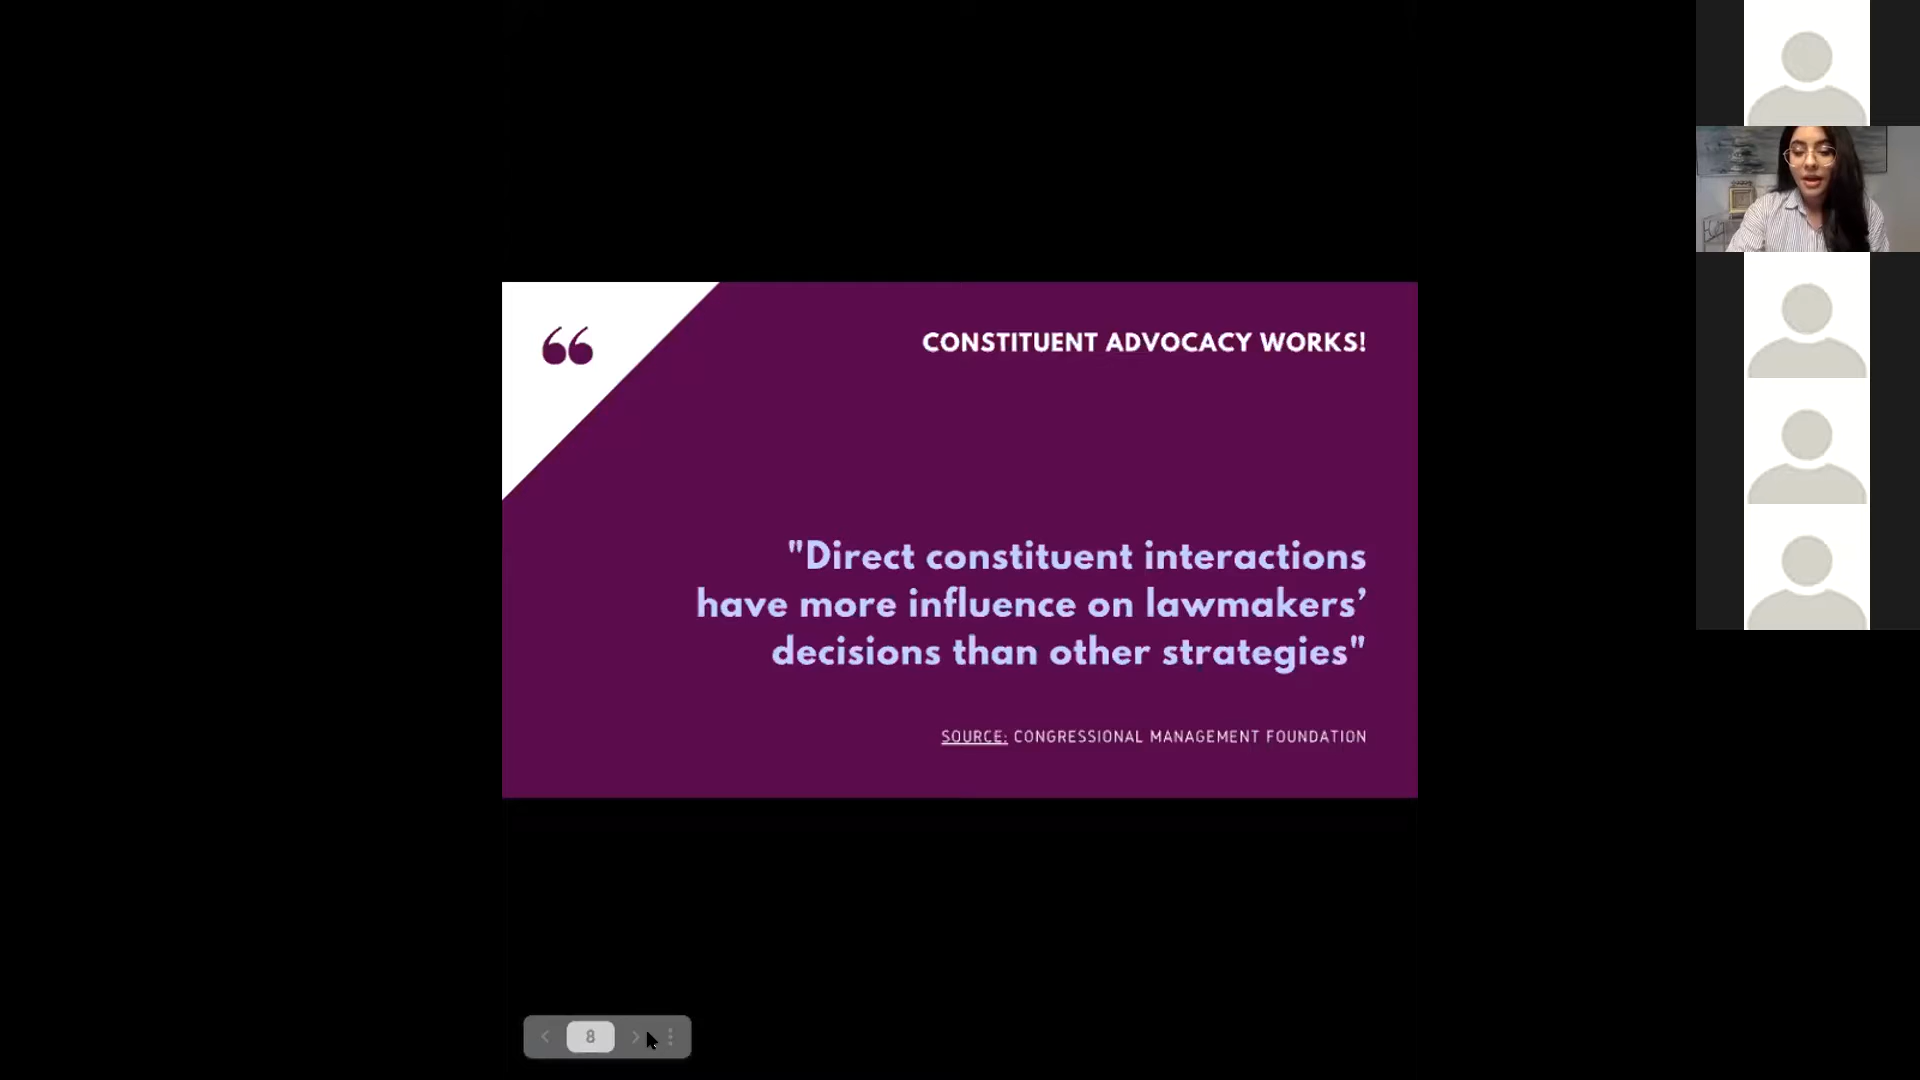 “
CONSTITUENT ADVOCACY WORKS!
"Direct constituent interactions
have more influence on lawmakers’
decisions than other strategies"
SOURCE: CONGRESSIONAL MANAGEMENT FOUNDATION
8